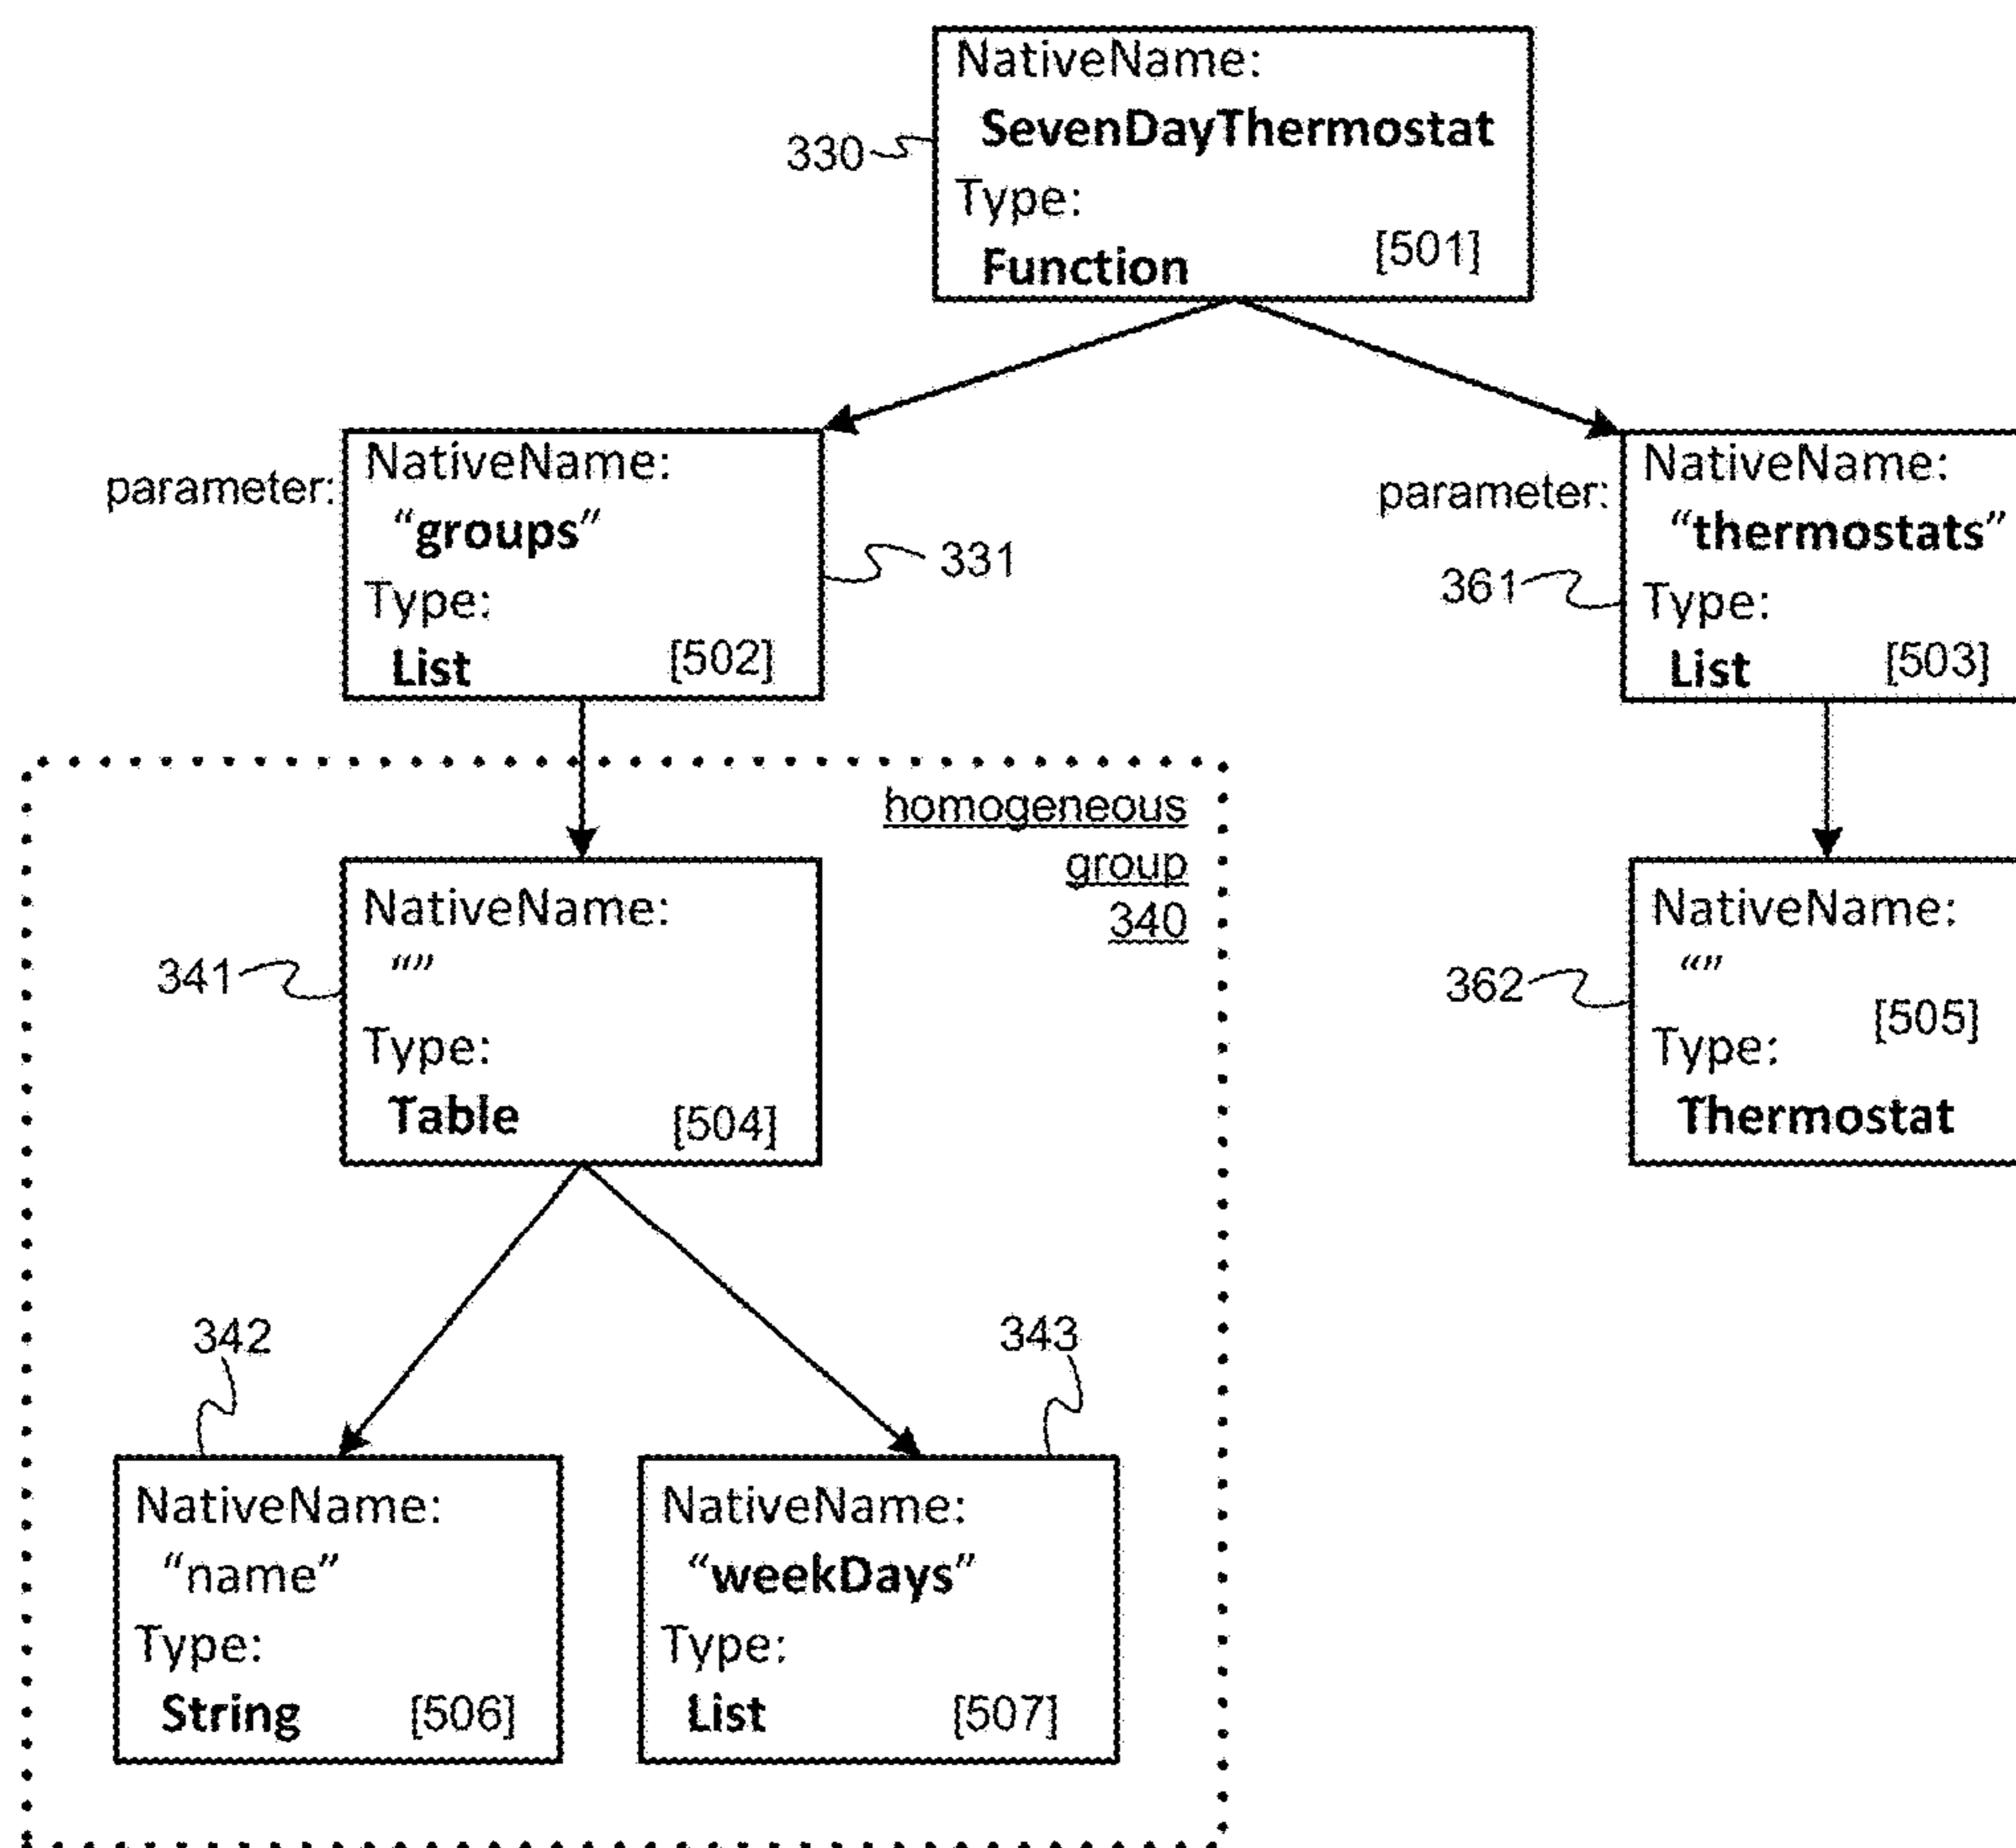 NativeName:
SevenDayThermostat
330
Type:
Function [501]
parameter:
NativeName:
“groups”
331
Type:
List [502]
parameter:
NativeName:
“thermostats”
361
Type:
List [503]
homogeneous
group
340
NativeName:
“”
341
Type:
Table [504]
NativeName:
“”
362
[505]
Type:
Thermostat
342
343
NativeName:
“name”
Type:
String [506]
NativeName:
“weekDays”
Type:
List [507]